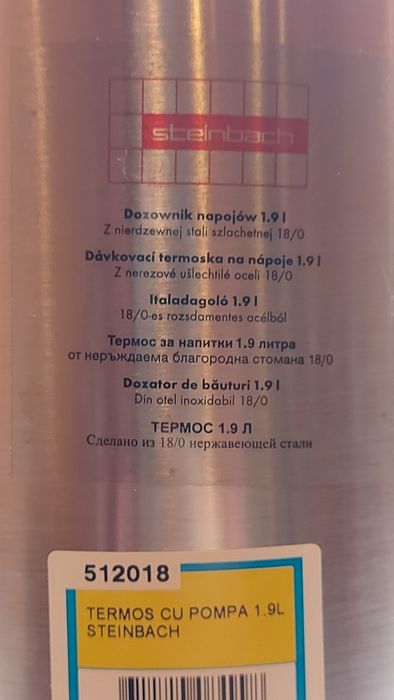 steinbach
Dozownik napojów 1.9 l
Z nierdzewnej stali szlachetnej 18/0
Dávkovací termoska na nápoje 1.9 l
Z nerezové ušlechtilé oceli 18/0
Italadagoló 1.9 l
18/0-es rozsdamentes acélból
Термос за напитки 1.9 литра
от неръждаема благородна стомана 18/0
Dozator de băuturi 1.9 l
Din otel inoxidabil 18/0
ТЕРМОС 1.9 Л
Сделано из 18/0 нержавеющей стали
512018
TERMOS CU POMPA 1.9L
STEINBACH